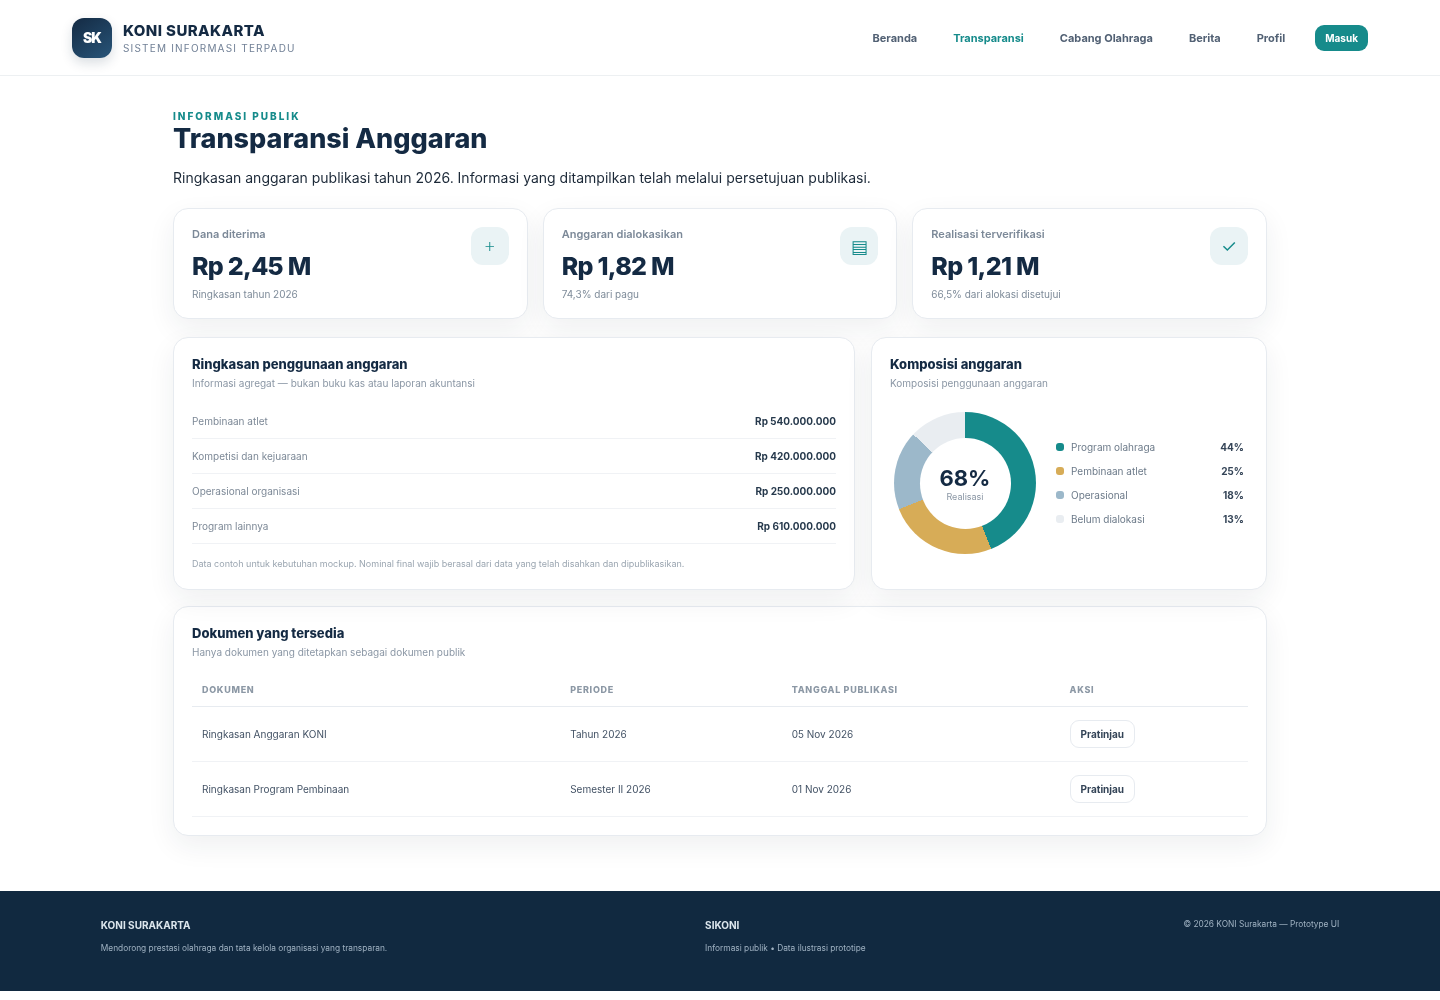 SK
KONI SURAKARTA
SISTEM INFORMASI TERPADU
Beranda
Transparansi
Cabang Olahraga
Berita
Profil
Masuk
INFORMASI PUBLIK
Transparansi Anggaran
Ringkasan anggaran publikasi tahun 2026. Informasi yang ditampilkan telah melalui persetujuan publikasi.
Dana diterima
Rp 2,45 M
Ringkasan tahun 2026
Anggaran dialokasikan
Rp 1,82 M
74,3% dari pagu
Realisasi terverifikasi
Rp 1,21 M
66,5% dari alokasi disetujui
Ringkasan penggunaan anggaran
Informasi agregat — bukan buku kas atau laporan akuntansi
Pembinaan atlet Rp 540.000.000
Kompetisi dan kejuaraan Rp 420.000.000
Operasional organisasi Rp 250.000.000
Program lainnya Rp 610.000.000
Data contoh untuk kebutuhan mockup. Nominal final wajib berasal dari data yang telah disahkan dan dipublikasikan.
Komposisi anggaran
Komposisi penggunaan anggaran
68%
Realisasi
Program olahraga 44%
Pembinaan atlet 25%
Operasional 18%
Belum dialokasi 13%
Dokumen yang tersedia
Hanya dokumen yang ditetapkan sebagai dokumen publik
DOKUMEN PERIODE TANGGAL PUBLIKASI AKSI
Ringkasan Anggaran KONI Tahun 2026 05 Nov 2026 Pratinjau
Ringkasan Program Pembinaan Semester II 2026 01 Nov 2026 Pratinjau
KONI SURAKARTA
Mendorong prestasi olahraga dan tata kelola organisasi yang transparan.
SIKONI
Informasi publik • Data ilustrasi prototipe
© 2026 KONI Surakarta — Prototype UI